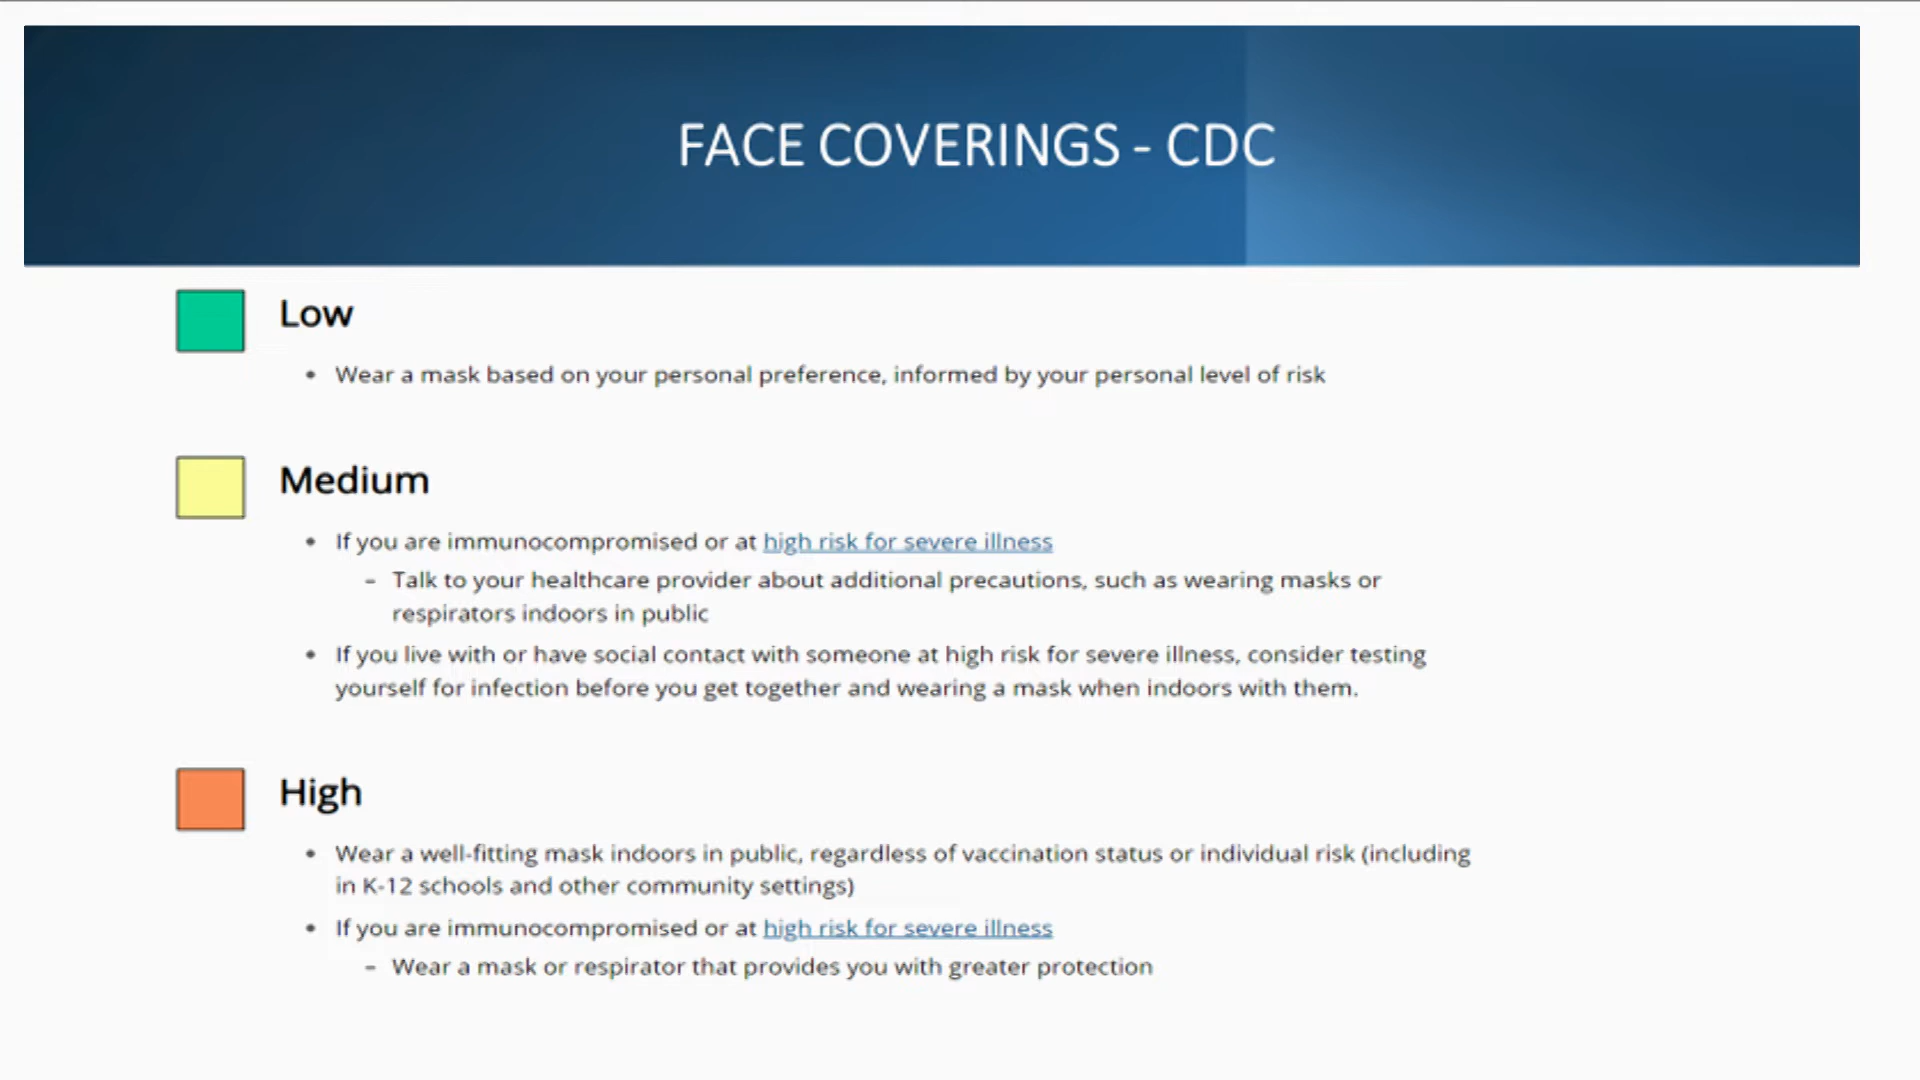 FACE COVERINGS - CDC
Low
• Wear a mask based on your personal preference, informed by your personal level of risk
Medium
• If you are immunocompromised or at high risk for severe illness
- Talk to your healthcare provider about additional precautions, such as wearing masks or
respirators indoors in public
• If you live with or have social contact with someone at high risk for severe illness, consider testing
yourself for infection before you get together and wearing a mask when indoors with them.
High
• Wear a well-fitting mask indoors in public, regardless of vaccination status or individual risk (including
in K-12 schools and other community settings)
• If you are immunocompromised or at high risk for severe illness
- Wear a mask or respirator that provides you with greater protection